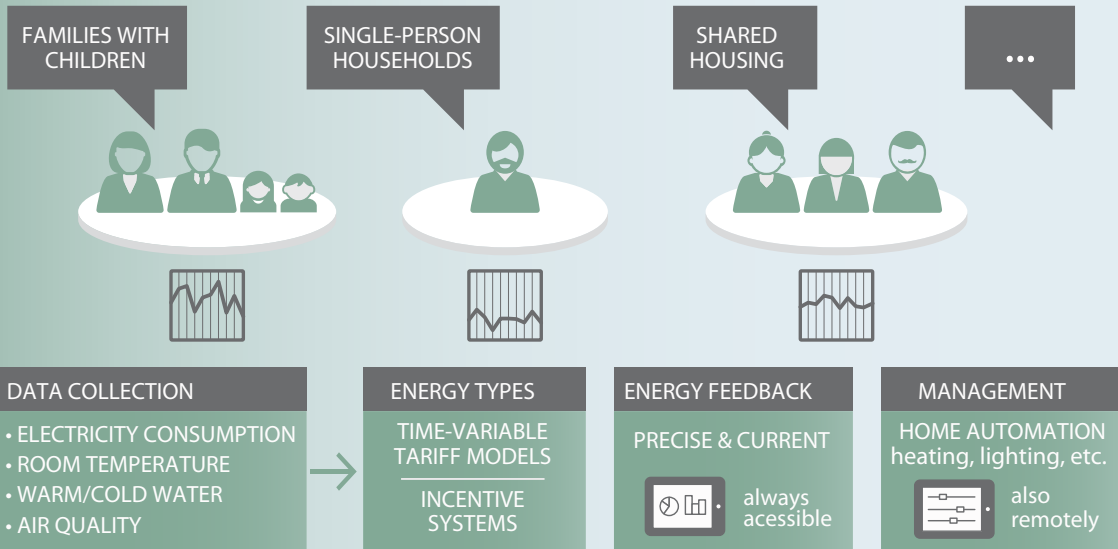 FAMILIES WITH
CHILDREN
SINGLE-PERSON
HOUSEHOLDS
SHARED
HOUSING
...
DATA COLLECTION
• ELECTRICITY CONSUMPTION
• ROOM TEMPERATURE
• WARM/COLD WATER
• AIR QUALITY
ENERGY TYPES
TIME-VARIABLE
TARIFF MODELS
INCENTIVE
SYSTEMS
ENERGY FEEDBACK
PRECISE & CURRENT
always
acessible
MANAGEMENT
HOME AUTOMATION
heating, lighting, etc.
also
remotely